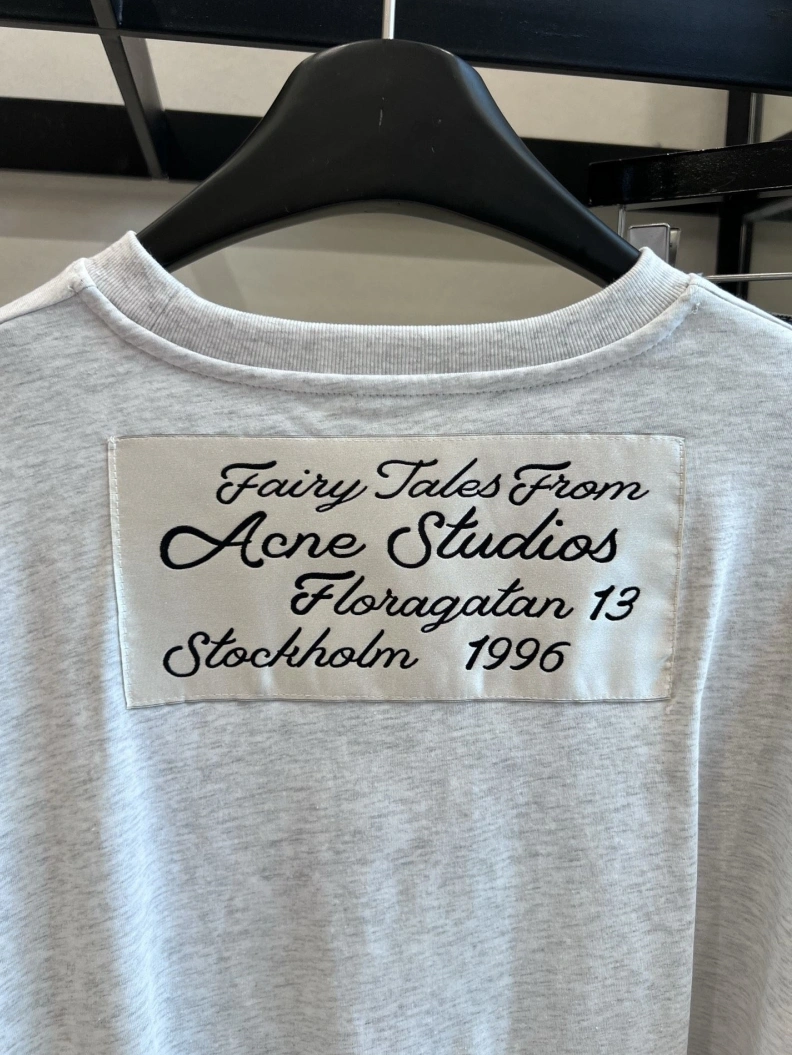 Fairy Tales From
Acne Studios
Floragatan 13
Stockholm 1996